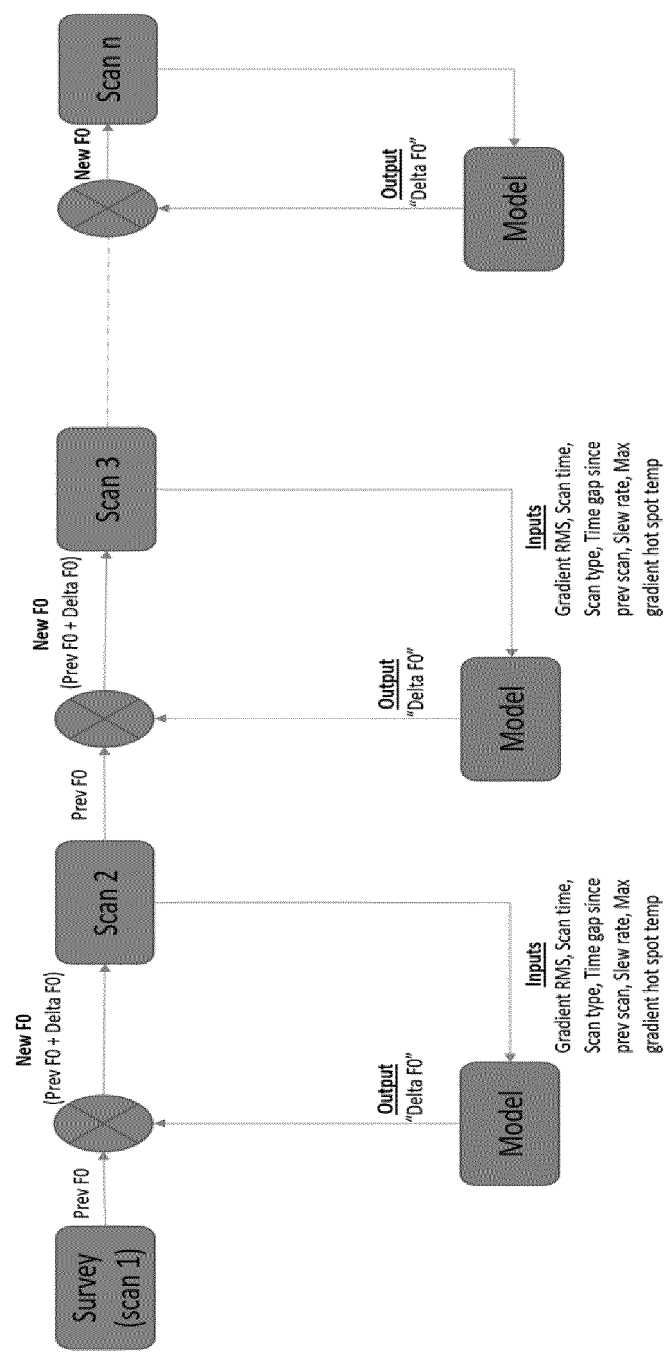 Survey
(scan 1)
Prev F0
New F0
(Prev F0 + Delta F0)
Scan 2
Output
"Delta F0"
Model
Inputs
Gradient RMS, Scan time,
Scan type, Time gap since
prev scan, Slew rate, Max
gradient hot spot temp
Prev F0
New F0
(Prev F0 + Delta F0)
Scan 3
Output
"Delta F0"
Model
Inputs
Gradient RMS, Scan time,
Scan type, Time gap since
prev scan, Slew rate, Max
gradient hot spot temp
New F0
Scan n
Output
"Delta F0"
Model